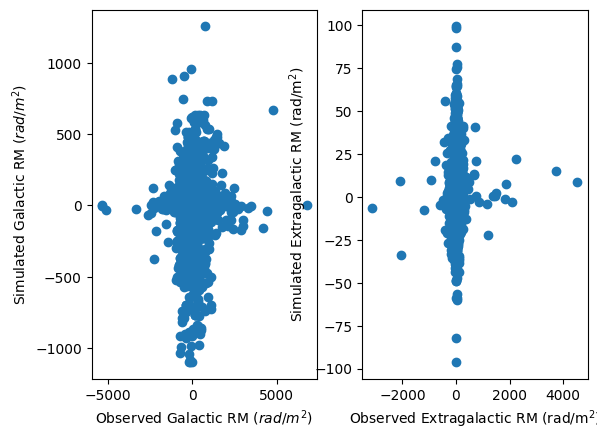 Simulated Galactic RM (rad/m²)
1000
500
0
−500
−1000
−5000 0 5000
Observed Galactic RM (rad/m²)
Simulated Extragalactic RM (rad/m²)
100
75
50
25
0
−25
−50
−75
−100
−2000 0 2000 4000
Observed Extragalactic RM (rad/m²)